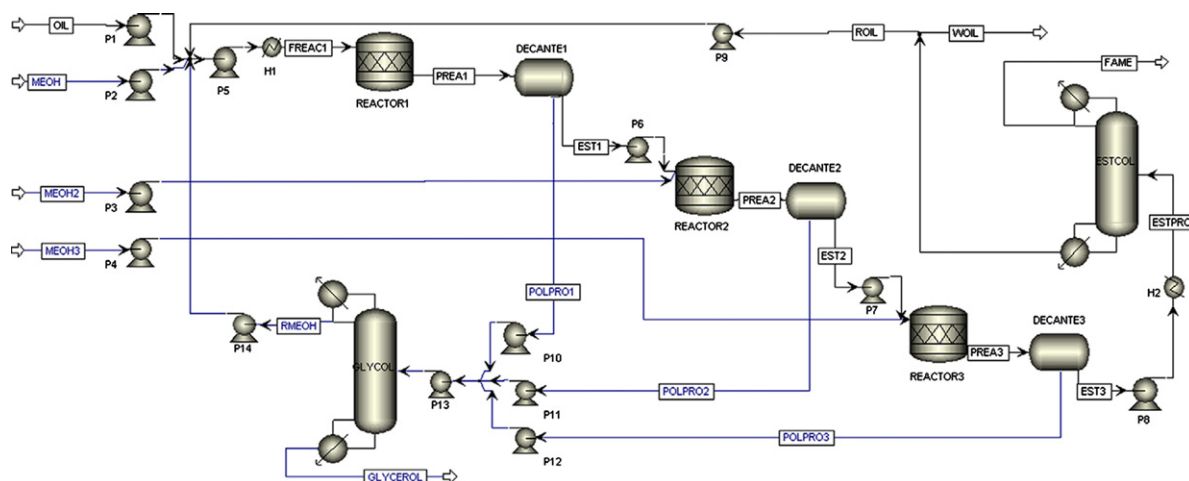 OIL
P1
MEOH
P2
P5
H1
FREAC1
REACTOR1
PREA1
DECANTE1
P9
ROIL
WOIL
FAME
ESTCOL
ESTPRO
H2
EST1
P6
MEOH2
P3
REACTOR2
PREA2
DECANTE2
MEOH3
P4
EST2
P7
POLPRO1
P14
RMEOH
GLYCOL
P10
P13
P11
POLPRO2
REACTOR3
PREA3
DECANTE3
EST3
P8
P12
POLPRO3
GLYCEROL